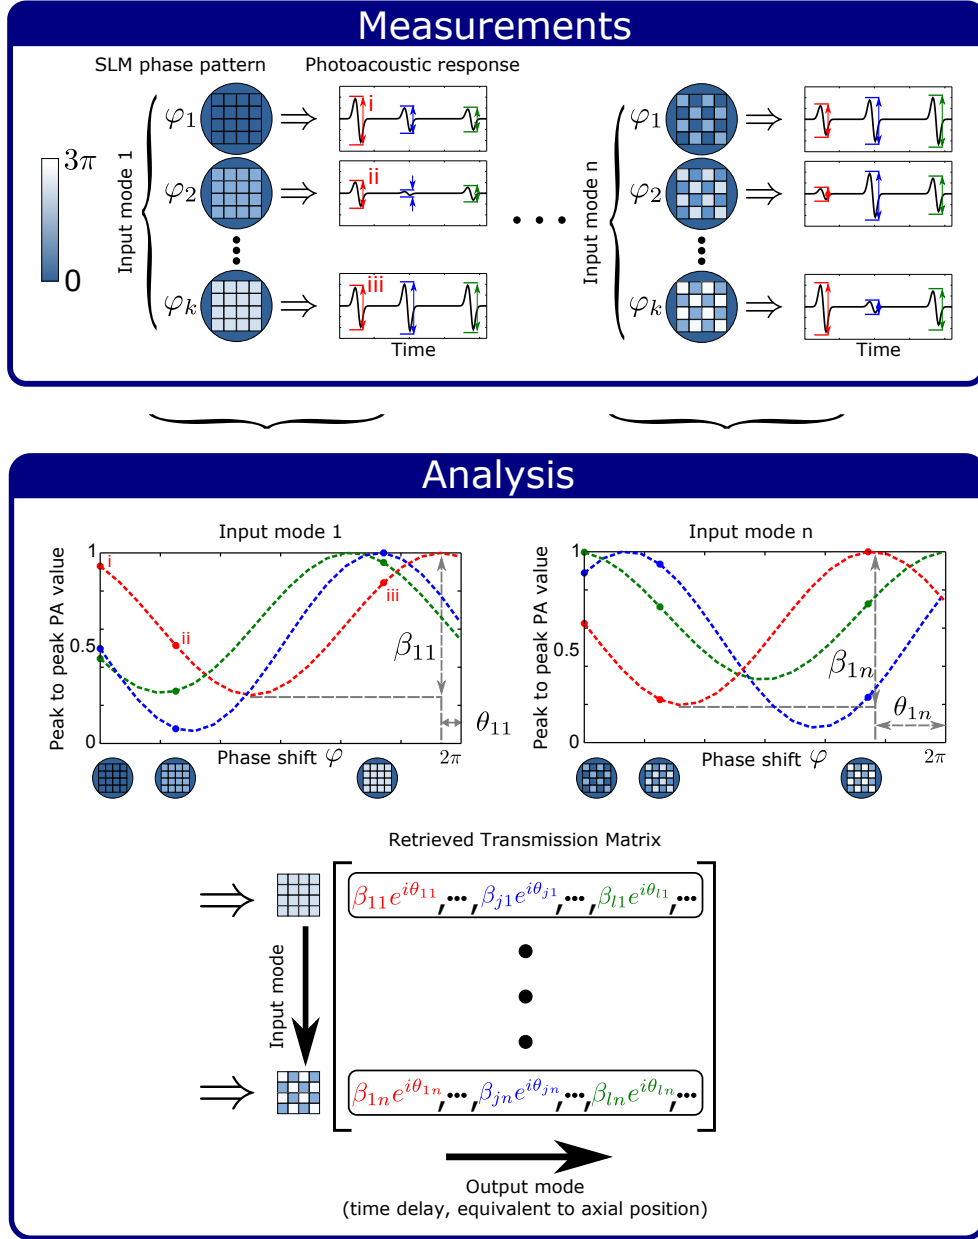 Measurements
SLM phase pattern
Photoacoustic response
3π
0
Input mode 1
φ1
i
φ2
ii
φk
iii
Time
Input mode n
φ1
φ2
φk
Time
Analysis
Input mode 1
Peak to peak PA value
1
0.5
0
i
ii
iii
β11
θ11
Phase shift φ
2π
Input mode n
Peak to peak PA value
1
0.5
0
β1n
θ1n
Phase shift φ
2π
Retrieved Transmission Matrix
β11e^iθ11,...,βj1e^iθj1,...,βl1e^iθl1,...
Input mode
β1ne^iθ1n,...,βjne^iθjn,...,βlne^iθln,...
Output mode
(time delay, equivalent to axial position)